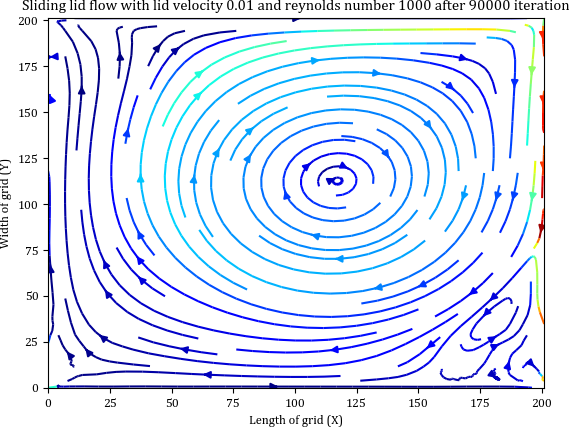 Sliding lid flow with lid velocity 0.01 and reynolds number 1000 after 90000 iteration
200
175
150
125
100
75
50
25
0
Width of grid (Y)
0 25 50 75 100 125 150 175 200
Length of grid (X)